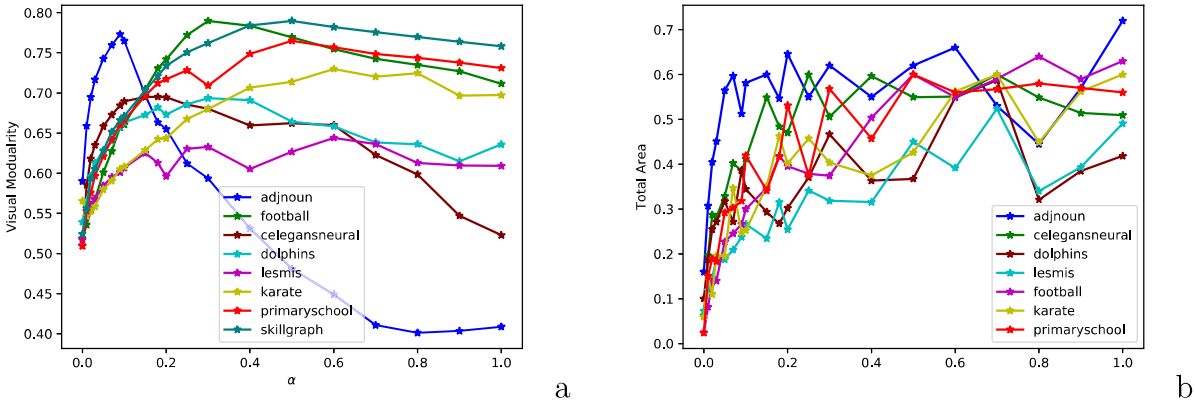 Visual Modualrity
0.80
0.75
0.70
0.65
0.60
0.55
0.50
0.45
0.40
0.0
0.2
0.4
0.6
0.8
1.0
α
adjnoun
football
celegansneural
dolphins
lesmis
karate
primaryschool
skillgraph
a
Total Area
0.7
0.6
0.5
0.4
0.3
0.2
0.1
0.0
0.0
0.2
0.4
0.6
0.8
1.0
adjnoun
celegansneural
dolphins
lesmis
football
karate
primaryschool
b